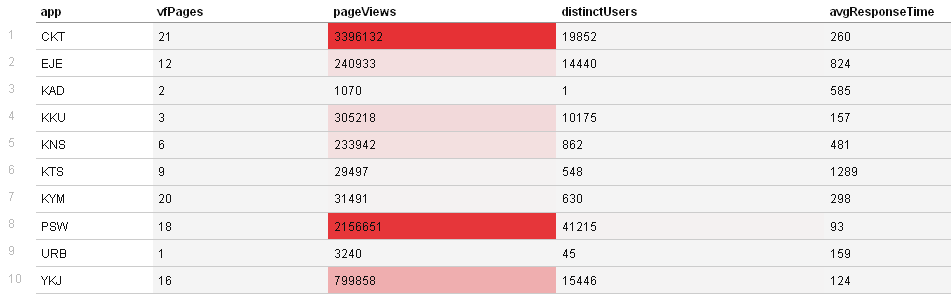 app vfPages pageViews distinctUsers avgResponseTime
1 CKT 21 3396132 19852 260
2 EJE 12 240933 14440 824
3 KAD 2 1070 1 585
4 KKU 3 305218 10175 157
5 KNS 6 233942 862 481
6 KTS 9 29497 548 1289
7 KYM 20 31491 630 298
8 PSW 18 2156651 41215 93
9 URB 1 3240 45 159
10 YKJ 16 799858 15446 124